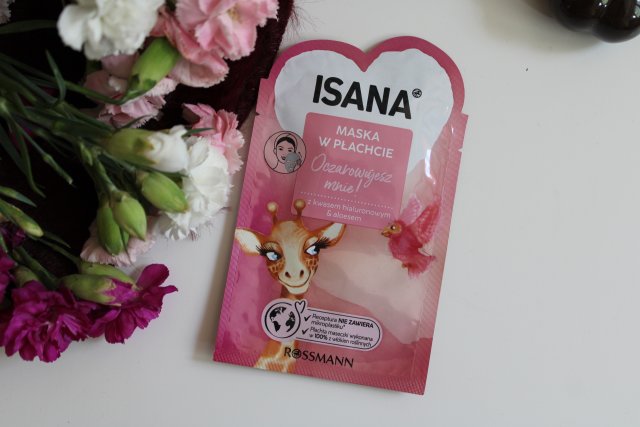 ISANA®
MASKA
W PŁACHCIE
Oczarowujesz
mnie!
z kwasem hialuronowym
& aloesem
✓ Receptura NIE ZAWIERA
mikroplastiku*
✓ Płachta maseczki wykonana
w 100% z włókien roślinnych.
ROSSMANN